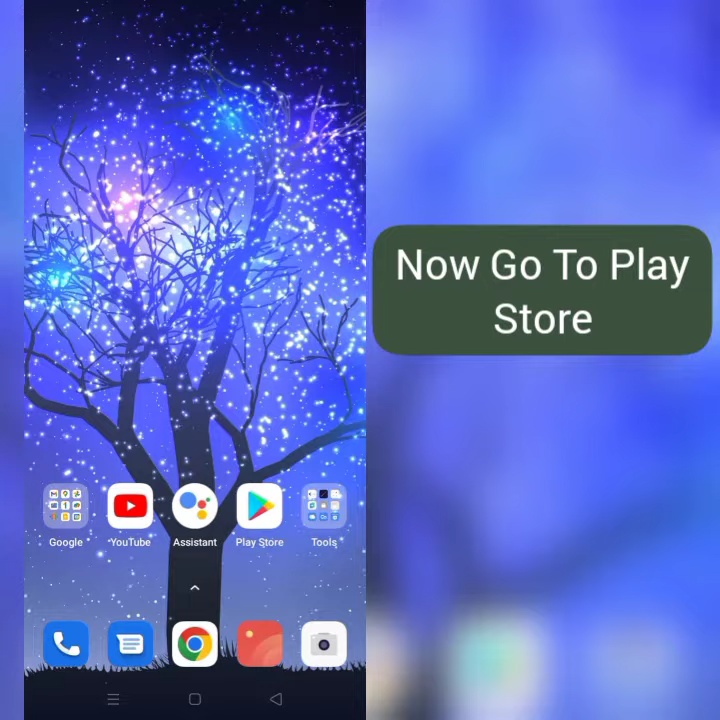 Now Go To Play
Store
Google
YouTube
Assistant
Play Store
Tools